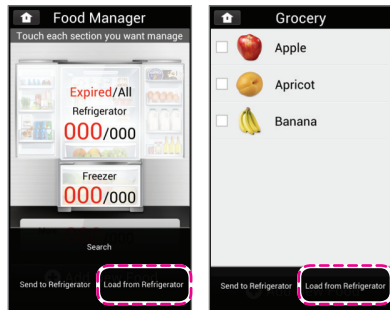 Food Manager
Touch each section you want manage
Expired/All
Refrigerator
000/000
Freezer
000/000
Search
Send to Refrigerator
Load from Refrigerator
Grocery
Apple
Apricot
Banana
Send to Refrigerator
Load from Refrigerator